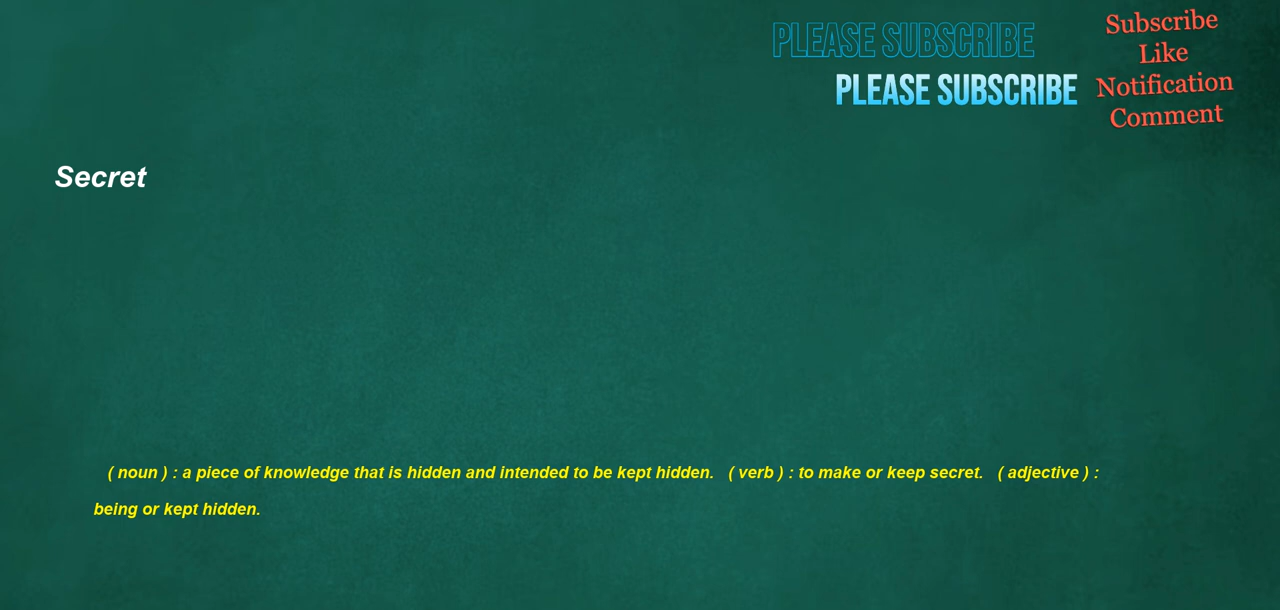 PLEASE SUBSCRIBE
PLEASE SUBSCRIBE
Subscribe
Like
Notification
Comment
Secret
( noun ) : a piece of knowledge that is hidden and intended to be kept hidden. ( verb ) : to make or keep secret. ( adjective ) :
being or kept hidden.